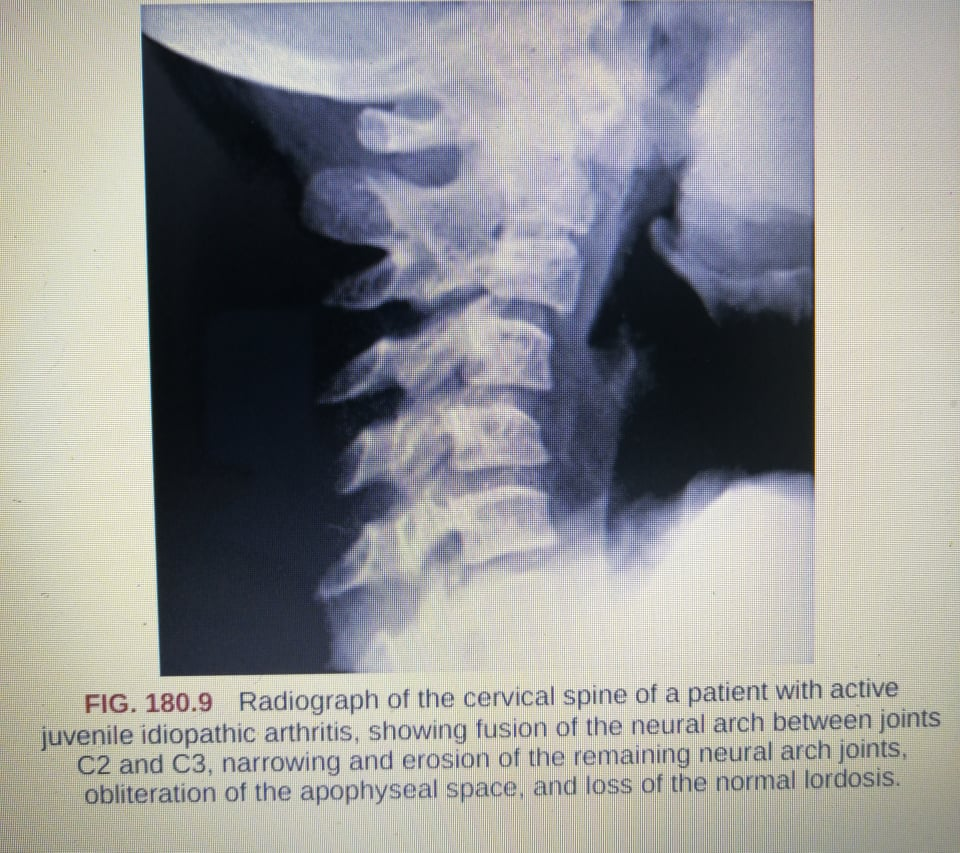 FIG. 180.9 Radiograph of the cervical spine of a patient with active
juvenile idiopathic arthritis, showing fusion of the neural arch between joints
C2 and C3, narrowing and erosion of the remaining neural arch joints,
obliteration of the apophyseal space, and loss of the normal lordosis.